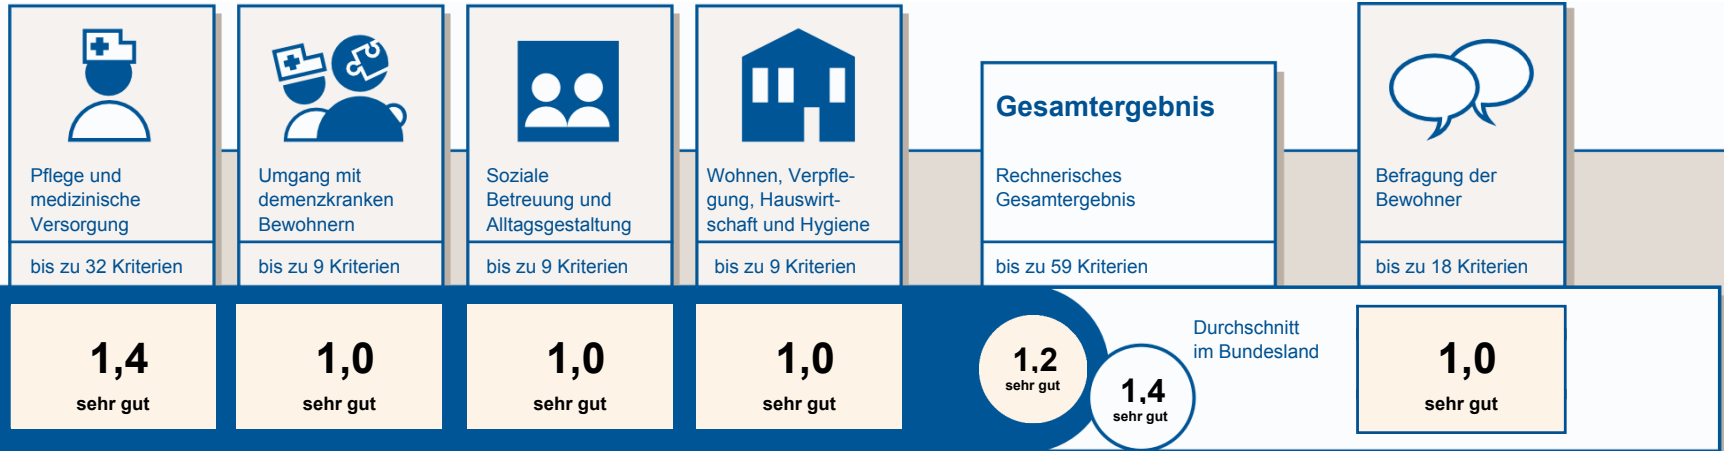 Pflege und
medizinische
Versorgung
bis zu 32 Kriterien
1,4
sehr gut
Umgang mit
demenzkranken
Bewohnern
bis zu 9 Kriterien
1,0
sehr gut
Soziale
Betreuung und
Alltagsgestaltung
bis zu 9 Kriterien
1,0
sehr gut
Wohnen, Verpfle-
gung, Hauswirt-
schaft und Hygiene
bis zu 9 Kriterien
1,0
sehr gut
Gesamtergebnis
Rechnerisches
Gesamtergebnis
bis zu 59 Kriterien
1,2
sehr gut
Durchschnitt
im Bundesland
1,4
sehr gut
Befragung der
Bewohner
bis zu 18 Kriterien
1,0
sehr gut